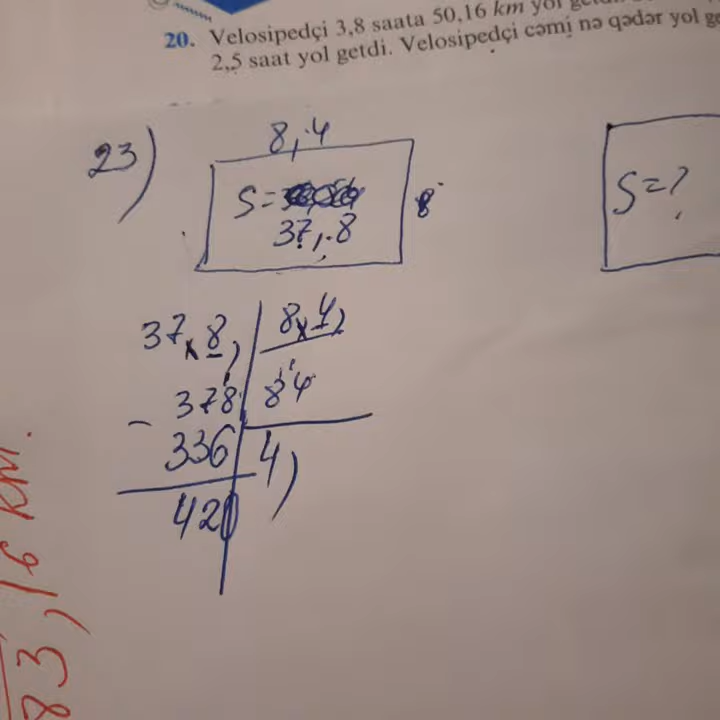 20. Velosipedçi 3,8 saata 50,16 km yol
2,5 saat yol getdi. Velosipedçi cəmi nə qədər yol
23)
8,4
S=
37,8
8
S=?
37,8,
8,4,
378
84
- 336
4,
420
83,16 km.